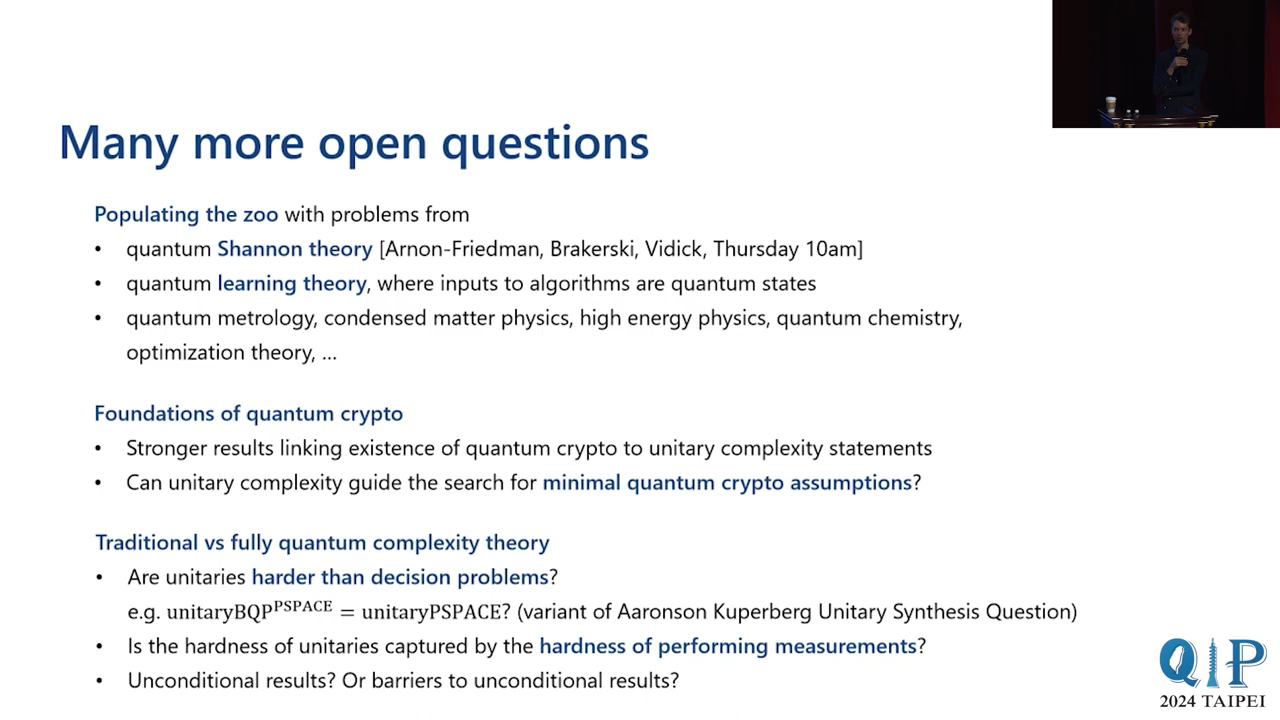 Many more open questions
Populating the zoo with problems from
• quantum Shannon theory [Arnon-Friedman, Brakerski, Vidick, Thursday 10am]
• quantum learning theory, where inputs to algorithms are quantum states
• quantum metrology, condensed matter physics, high energy physics, quantum chemistry,
optimization theory, ...
Foundations of quantum crypto
• Stronger results linking existence of quantum crypto to unitary complexity statements
• Can unitary complexity guide the search for minimal quantum crypto assumptions?
Traditional vs fully quantum complexity theory
• Are unitaries harder than decision problems?
e.g. unitaryBQP^PSPACE = unitaryPSPACE? (variant of Aaronson Kuperberg Unitary Synthesis Question)
• Is the hardness of unitaries captured by the hardness of performing measurements?
• Unconditional results? Or barriers to unconditional results?
QIP
2024 TAIPEI